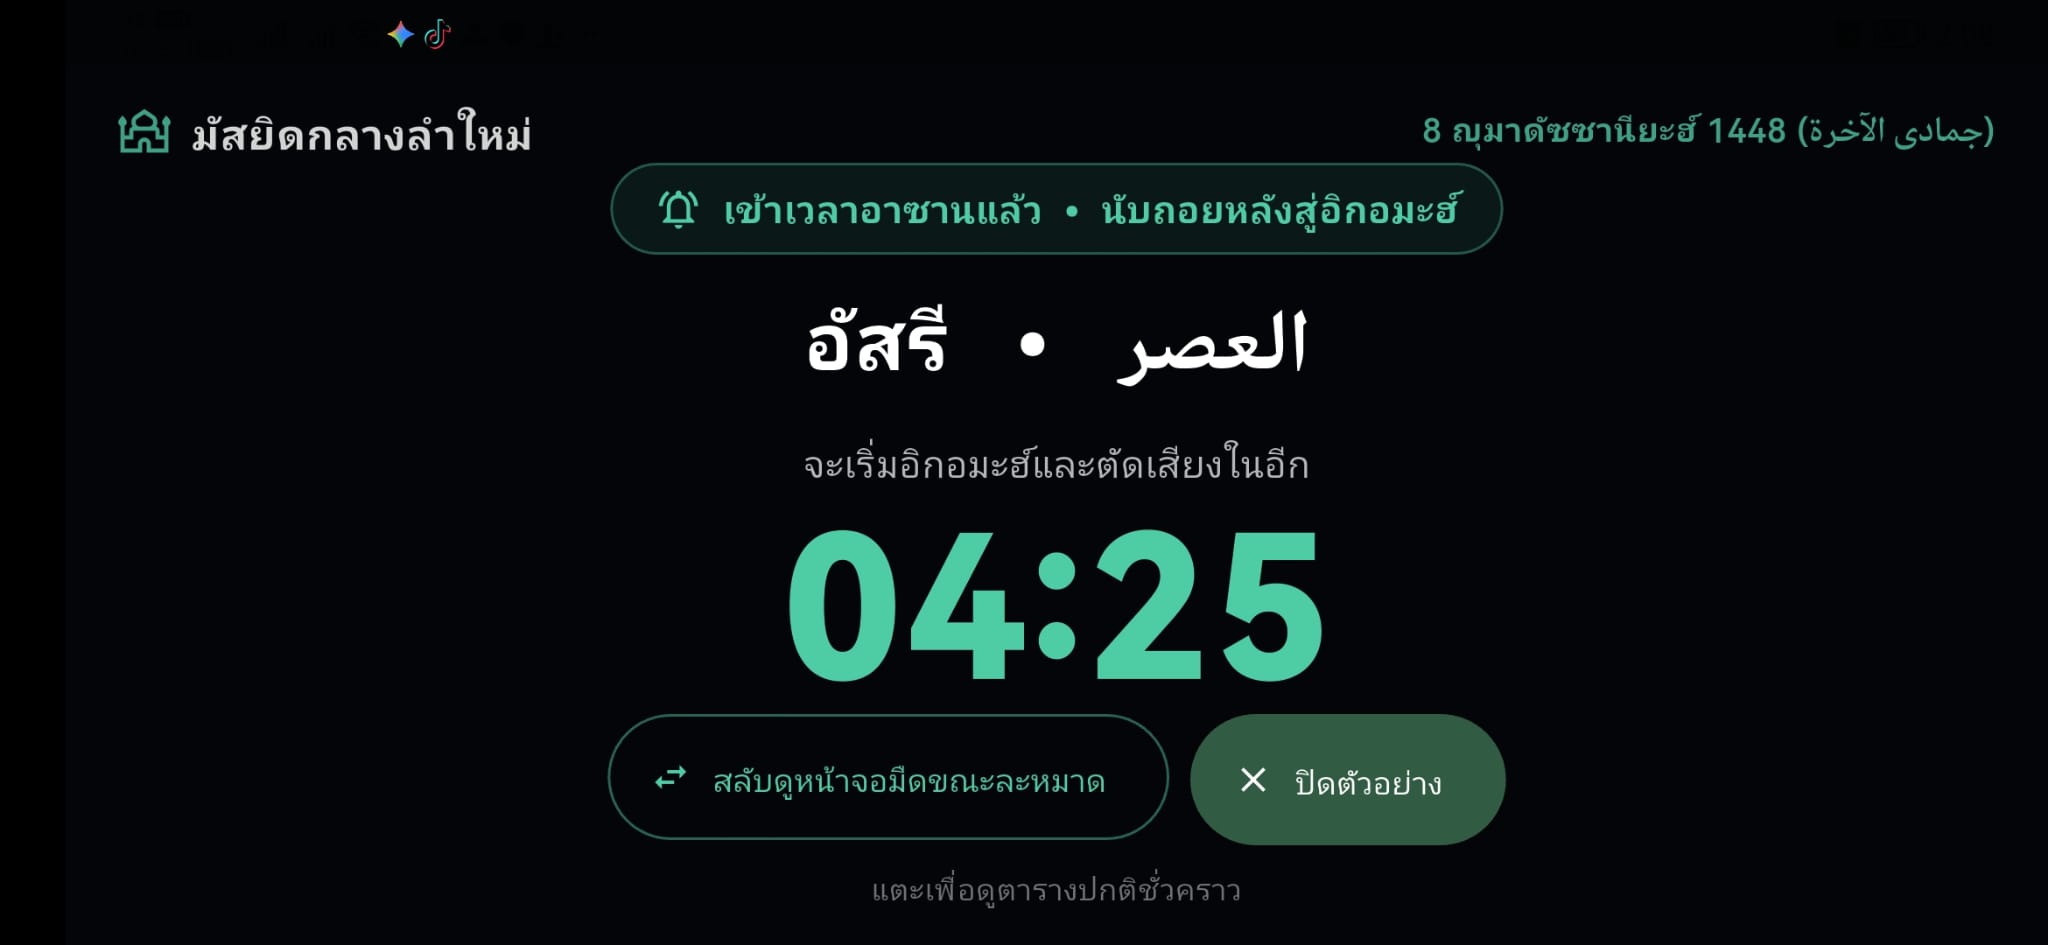 มัสยิดกลางลำใหม่
8 ญุมาดัซซานียะฮ์ 1448 (جمادى الآخرة)
เข้าเวลาอาซานแล้ว • นับถอยหลังสู่อิกอมะฮ์
อัสรี • العصر
จะเริ่มอิกอมะฮ์และตัดเสียงในอีก
04:25
สลับดูหน้าจอมืดขณะละหมาด
ปิดตัวอย่าง
แตะเพื่อดูตารางปกติชั่วคราว